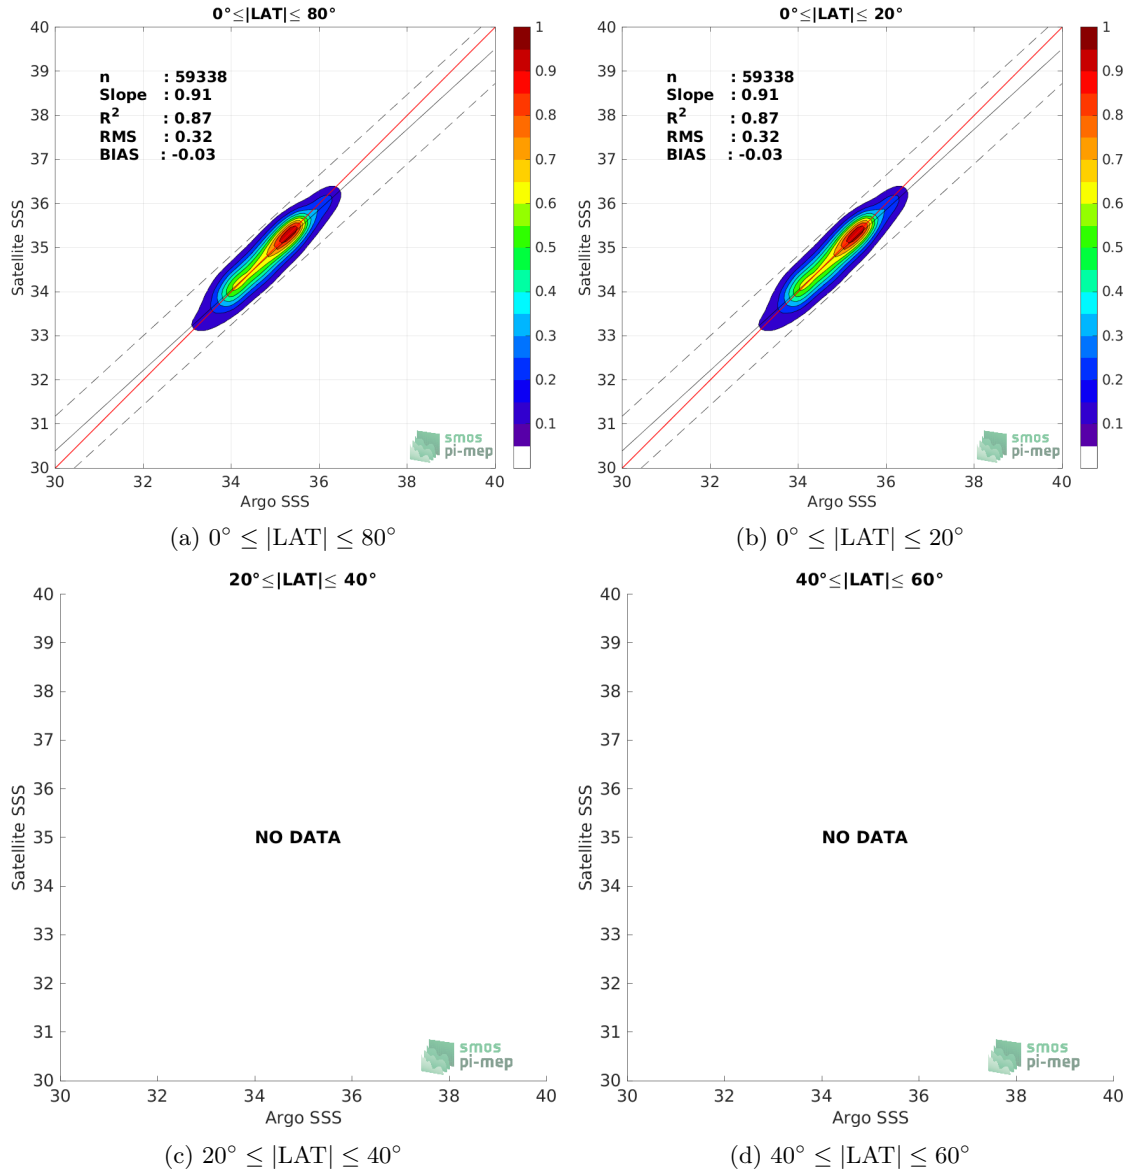 0°≤|LAT|≤ 80°
40
39
38
37
36
35
34
33
32
31
30
30
32
34
36
38
40
Satellite SSS
Argo SSS
n : 59338
Slope : 0.91
R² : 0.87
RMS : 0.32
BIAS : -0.03
1
0.9
0.8
0.7
0.6
0.5
0.4
0.3
0.2
0.1
smos
pi-mep
(a) 0° ≤ |LAT| ≤ 80°
0°≤|LAT|≤ 20°
40
39
38
37
36
35
34
33
32
31
30
30
32
34
36
38
40
Satellite SSS
Argo SSS
n : 59338
Slope : 0.91
R² : 0.87
RMS : 0.32
BIAS : -0.03
1
0.9
0.8
0.7
0.6
0.5
0.4
0.3
0.2
0.1
smos
pi-mep
(b) 0° ≤ |LAT| ≤ 20°
20°≤|LAT|≤ 40°
40
39
38
37
36
35
34
33
32
31
30
30
32
34
36
38
40
Satellite SSS
Argo SSS
NO DATA
smos
pi-mep
(c) 20° ≤ |LAT| ≤ 40°
40°≤|LAT|≤ 60°
40
39
38
37
36
35
34
33
32
31
30
30
32
34
36
38
40
Satellite SSS
Argo SSS
NO DATA
smos
pi-mep
(d) 40° ≤ |LAT| ≤ 60°